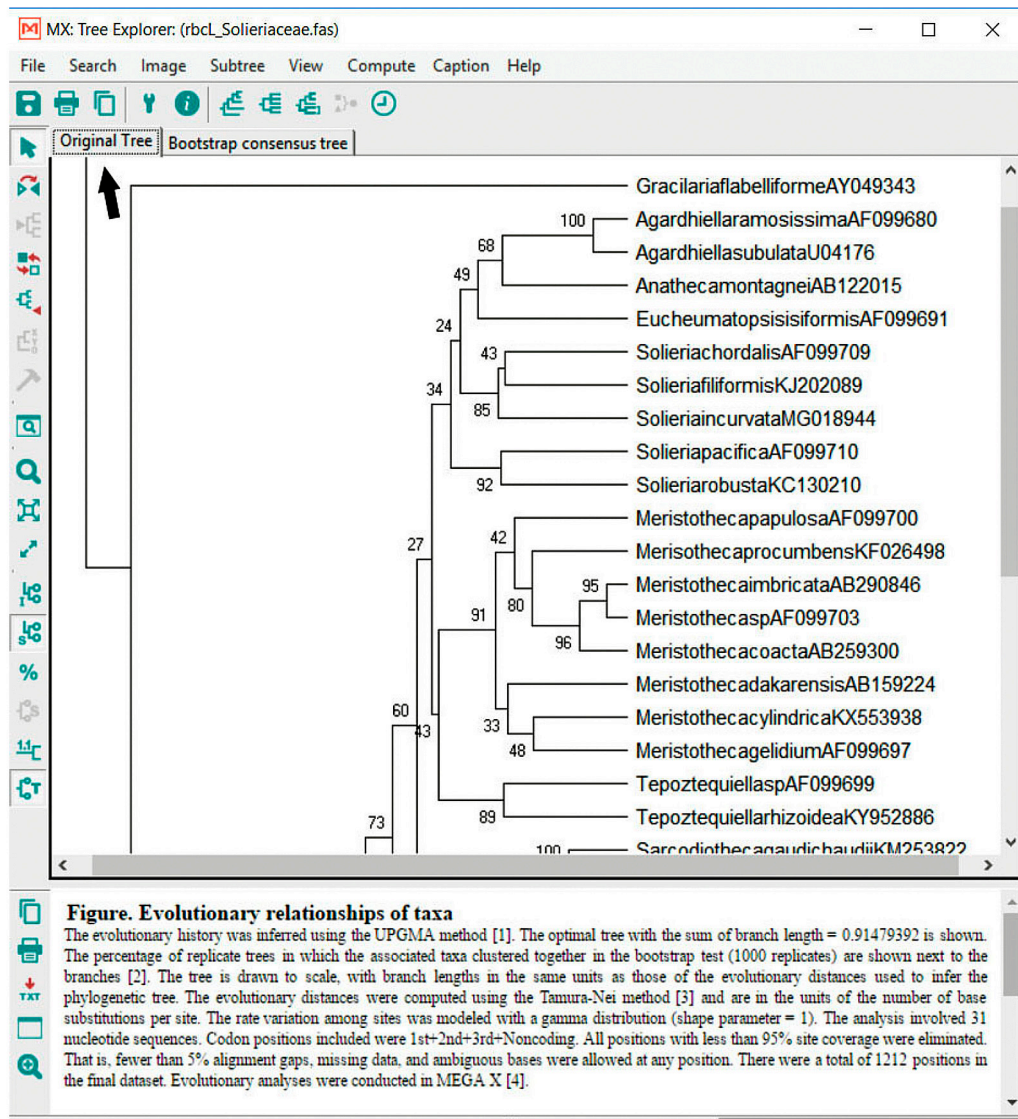 MX: Tree Explorer: (rbcL_Solieriaceae.fas)
File Search Image Subtree View Compute Caption Help
Original Tree Bootstrap consensus tree
GracilariaflabelliformeAY049343
100 AgardhiellaramosissimaAF099680
68 AgardhiellasubulataU04176
49 AnathecamontagneiAB122015
24 EucheumatopsisisiformisAF099691
43 SolieriachordalisAF099709
34 SolieriafiliformisKJ202089
85 SolieriaincurvataMG018944
SolieriapacificaAF099710
92 SolieriarobustaKC130210
MeristothecapapulosaAF099700
27 42 MerisothecaprocumbensKF026498
95 MeristothecaimbricataAB290846
91 80 MeristothecaspAF099703
96 MeristothecacoactaAB259300
MeristothecadakarensisAB159224
60 43 33 MeristothecacylindricaKX553938
48 MeristothecagelidiumAF099697
TepoztequiellaspAF099699
89 TepoztequiellarhizoideaKY952886
73 100 SarcodiothecagaudichaudiiKM253822
%
TXT
Figure. Evolutionary relationships of taxa
The evolutionary history was inferred using the UPGMA method [1]. The optimal tree with the sum of branch length = 0.91479392 is shown.
The percentage of replicate trees in which the associated taxa clustered together in the bootstrap test (1000 replicates) are shown next to the
branches [2]. The tree is drawn to scale, with branch lengths in the same units as those of the evolutionary distances used to infer the
phylogenetic tree. The evolutionary distances were computed using the Tamura-Nei method [3] and are in the units of the number of base
substitutions per site. The rate variation among sites was modeled with a gamma distribution (shape parameter = 1). The analysis involved 31
nucleotide sequences. Codon positions included were 1st+2nd+3rd+Noncoding. All positions with less than 95% site coverage were eliminated.
That is, fewer than 5% alignment gaps, missing data, and ambiguous bases were allowed at any position. There were a total of 1212 positions in
the final dataset. Evolutionary analyses were conducted in MEGA X [4].